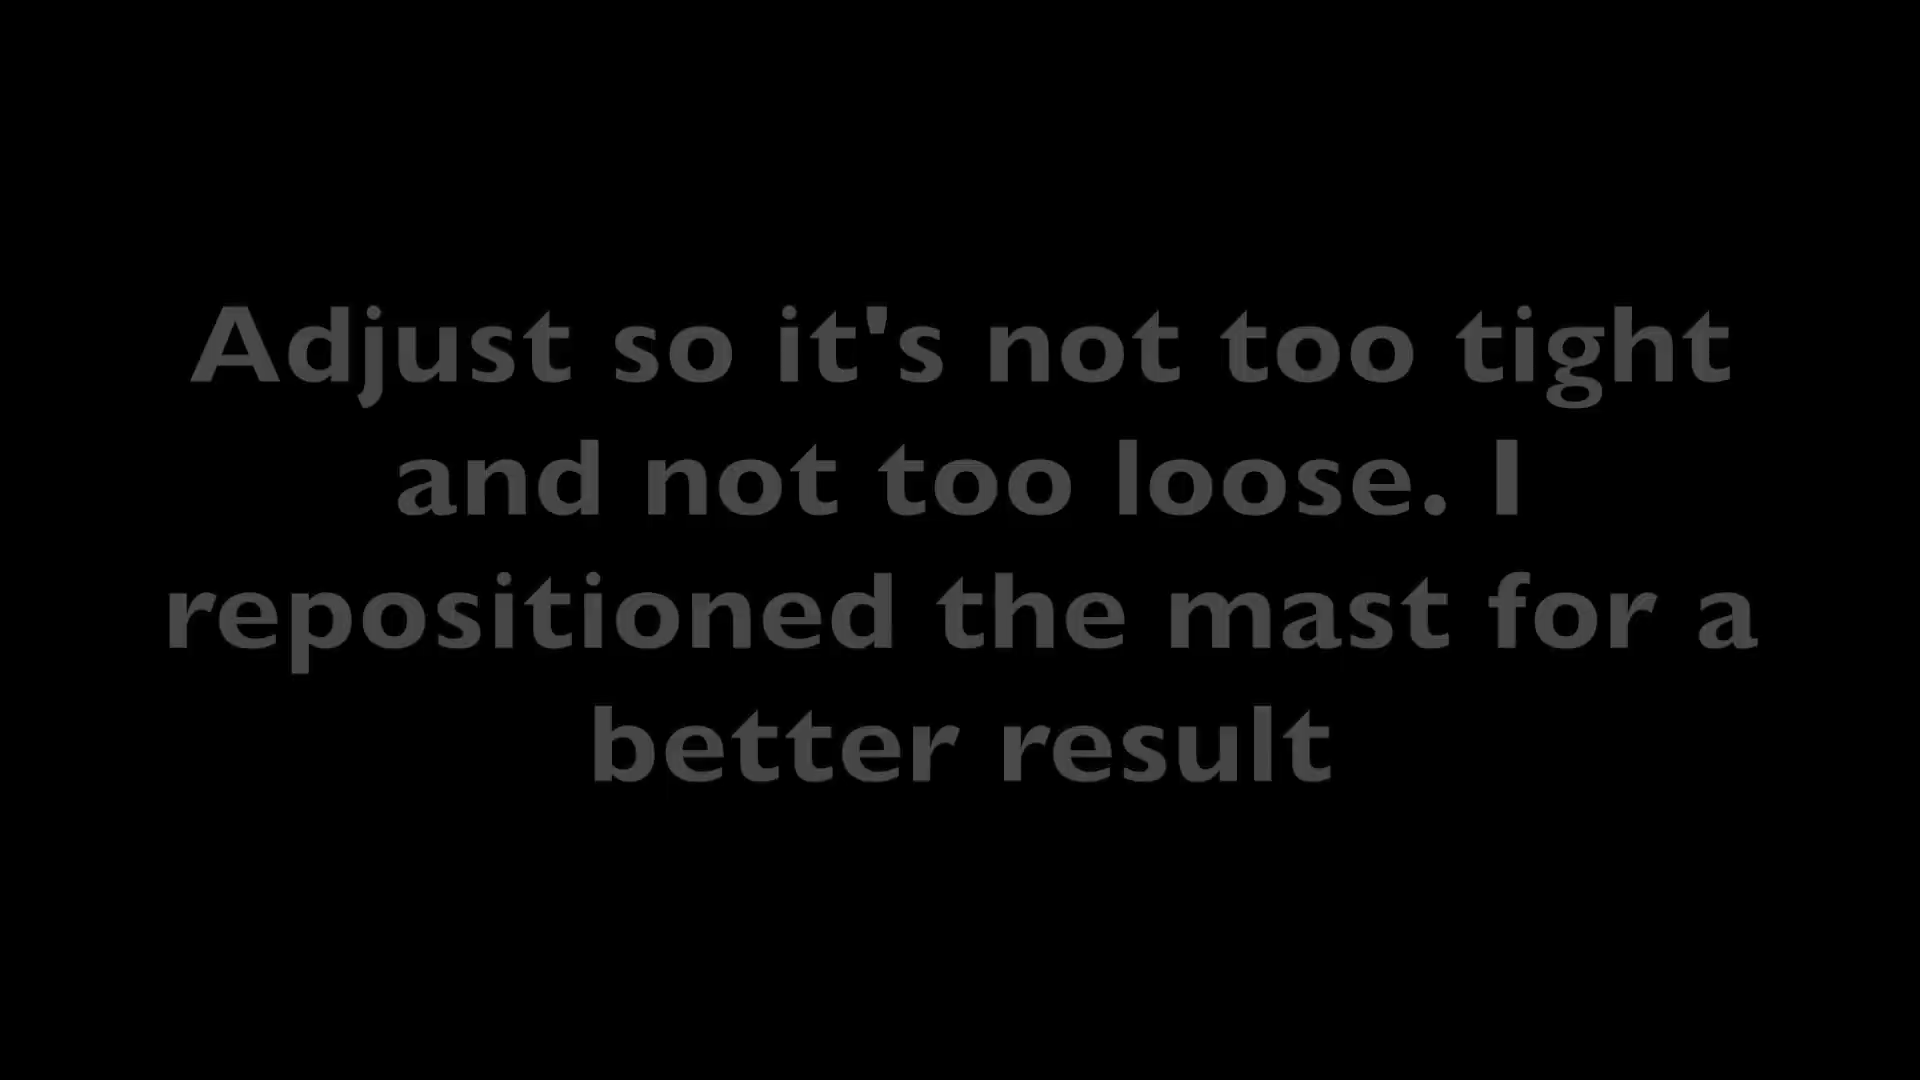 Adjust so it's not too tight
and not too loose. I
repositioned the mast for a
better result